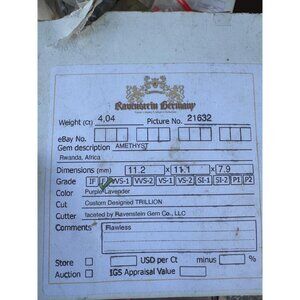 Ravenstein Germany
Weight (Ct) 4,04 Picture No. 21632
eBay No.
Gem description AMETHYST
Rwanda, Africa
Dimensions (mm) 11.2 x 11.1 x 7.9
Grade IF VVS-1 VVS-2 VS-1 VS-2 SI-1 SI-2 P1 P2
Color Purple Lavender
Cut Custom Designed TRILLION
Cutter faceted by Ravenstein Gem Co., LLC
Comments Flawless
Store USD per Ct minus %
Auction IGS Appraisal Value